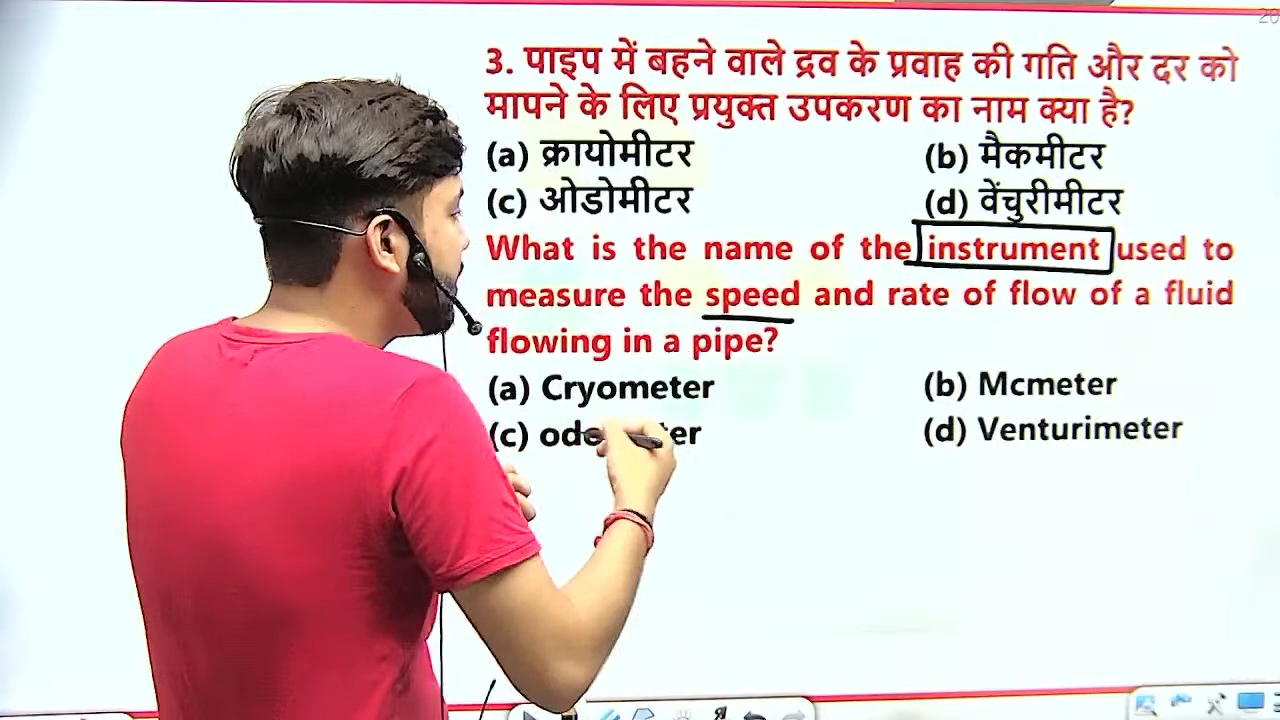 20
3. पाइप में बहने वाले द्रव के प्रवाह की गति और दर को
मापने के लिए प्रयुक्त उपकरण का नाम क्या है?
(a) क्रायोमीटर (b) मैकमीटर
(c) ओडोमीटर (d) वेंचुरीमीटर
What is the name of the instrument used to
measure the speed and rate of flow of a fluid
flowing in a pipe?
(a) Cryometer (b) Mcmeter
(c) (d) Venturimeter